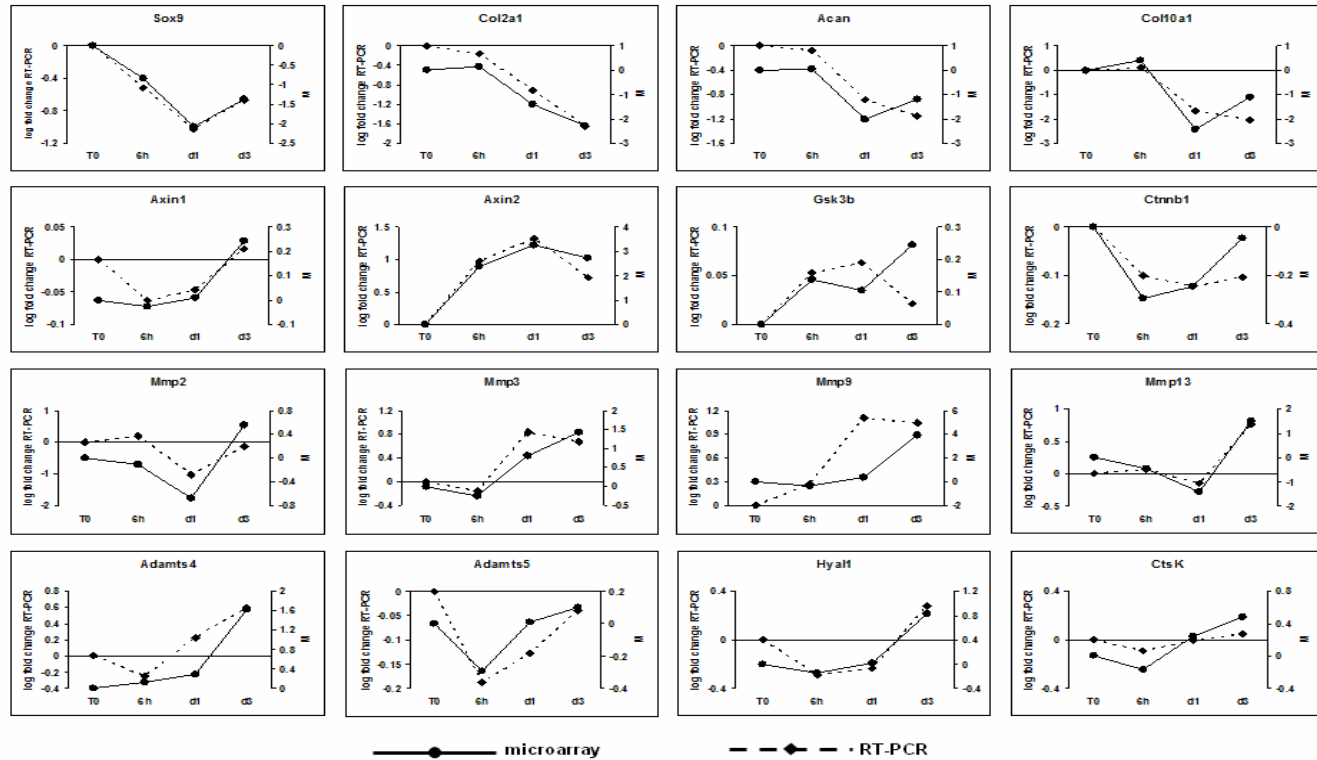 Sox9
Col2a1
Acan
Col10a1
log fold change RT-PCR
0
-0.4
-0.8
-1.2
T0 6h d1 d3
0
-0.5
-1
-1.5
-2
-2.5
M
log fold change RT-PCR
0
-0.4
-0.8
-1.2
-1.6
-2
T0 6h d1 d3
1
0
-1
-2
-3
M
log fold change RT-PCR
0
-0.4
-0.8
-1.2
-1.6
T0 6h d1 d3
1
0
-1
-2
-3
M
log fold change RT-PCR
1
0
-1
-2
-3
T0 6h d1 d3
1
0
-1
-2
-3
M
Axin1
Axin2
Gsk3b
Ctnnb1
log fold change RT-PCR
0.05
0
-0.05
-0.1
T0 6h d1 d3
0.3
0.2
0.1
0
-0.1
M
log fold change RT-PCR
1.5
1
0.5
0
T0 6h d1 d3
4
3
2
1
0
M
log fold change RT-PCR
0.1
0.05
0
T0 6h d1 d3
0.3
0.2
0.1
0
M
log fold change RT-PCR
0
-0.1
-0.2
T0 6h d1 d3
0
-0.2
-0.4
M
Mmp2
Mmp3
Mmp9
Mmp13
log fold change RT-PCR
1
0
-1
-2
T0 6h d1 d3
0.8
0.4
0
-0.4
-0.8
M
log fold change RT-PCR
1.2
0.8
0.4
0
-0.4
T0 6h d1 d3
2
1.5
1
0.5
0
-0.5
M
log fold change RT-PCR
1.2
0.9
0.6
0.3
0
T0 6h d1 d3
6
4
2
0
-2
M
log fold change RT-PCR
1
0.5
0
-0.5
T0 6h d1 d3
2
1
0
-1
-2
M
Adamts4
Adamts5
Hyal1
CtsK
log fold change RT-PCR
0.8
0.6
0.4
0.2
0
-0.2
-0.4
T0 6h d1 d3
2
1.6
1.2
0.8
0.4
0
M
log fold change RT-PCR
0
-0.05
-0.1
-0.15
-0.2
T0 6h d1 d3
0.2
0
-0.2
-0.4
M
log fold change RT-PCR
0.4
0
-0.4
T0 6h d1 d3
1.2
0.8
0.4
0
-0.4
M
log fold change RT-PCR
0.4
0
-0.4
T0 6h d1 d3
0.8
0.4
0
-0.4
M
microarray
RT-PCR